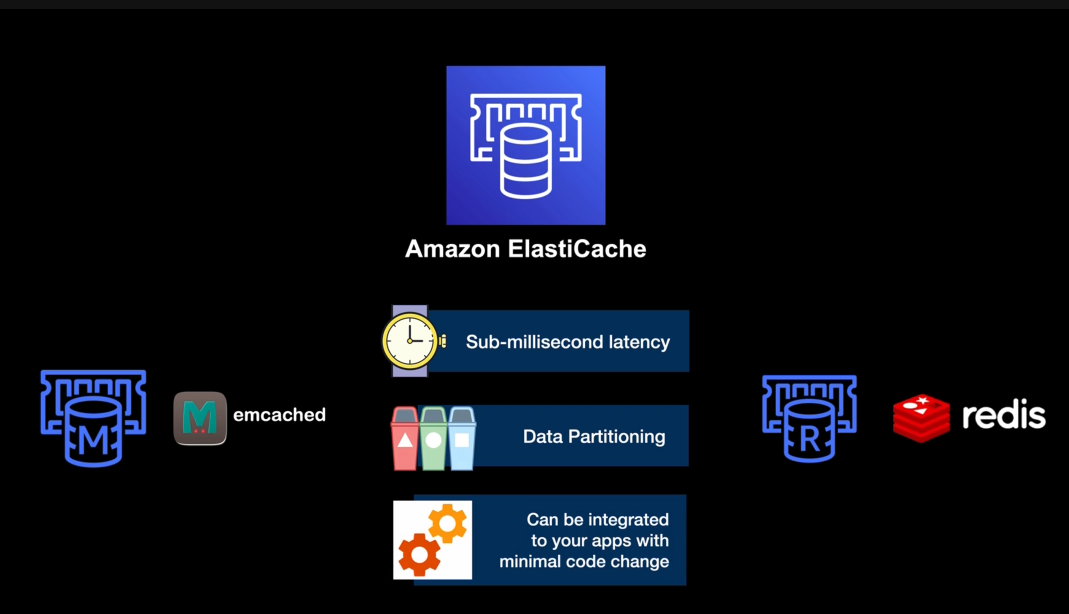 Amazon ElastiCache
Sub-millisecond latency
M
M
emcached
Data Partitioning
R
redis
Can be integrated
to your apps with
minimal code change